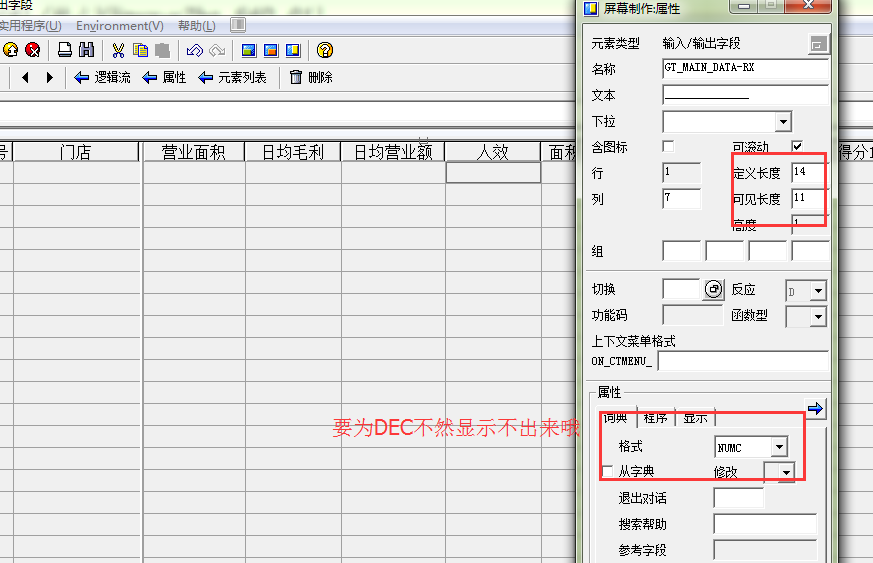 出字段
实用程序(U) Environment(V) 帮助(L)
逻辑流 属性 元素列表 删除
号 门店 营业面积 日均毛利 日均营业额 人效 面积 得分1
要为DEC不然显示不出来哦
屏幕制作:属性
元素类型 输入/输出字段
名称 GT_MAIN_DATA-RX
文本 ______________
下拉
含图标 可滚动
行 1 定义长度 14
列 7 可见长度 11
高度 1
组
切换 反应 D
功能码 函数型
上下文菜单格式
ON_CTMENU_
属性
词典 程序 显示
格式 NUMC
从字典 修改
退出对话
搜索帮助
参考字段